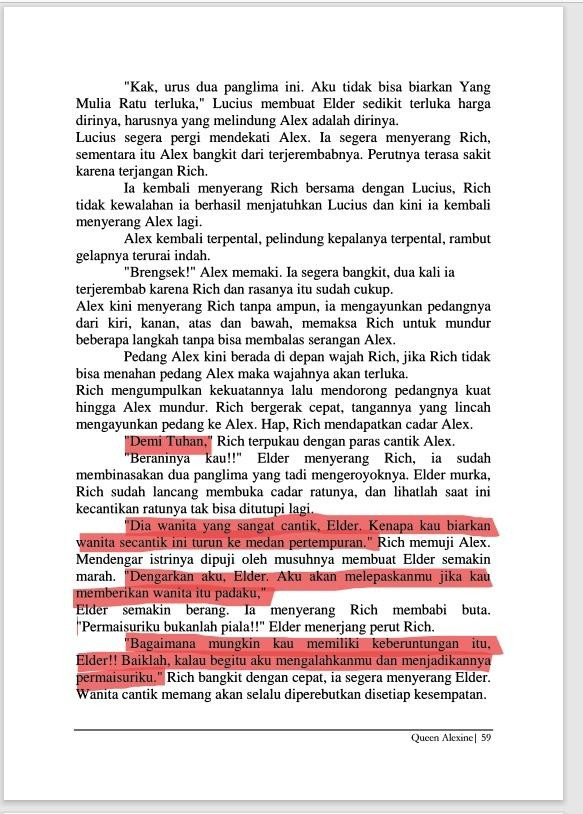 "Kak, urus dua panglima ini. Aku tidak bisa biarkan Yang
Mulia Ratu terluka," Lucius membuat Elder sedikit terluka harga
dirinya, harusnya yang melindung Alex adalah dirinya.
Lucius segera pergi mendekati Alex. Ia segera menyerang Rich,
sementara itu Alex bangkit dari terjerembabnya. Perutnya terasa sakit
karena terjangan Rich.
Ia kembali menyerang Rich bersama dengan Lucius, Rich
tidak kewalahan ia berhasil menjatuhkan Lucius dan kini ia kembali
menyerang Alex lagi.
Alex kembali terpental, pelindung kepalanya terpental, rambut
gelapnya terurai indah.
"Brengsek!" Alex memaki. Ia segera bangkit, dua kali ia
terjerembab karena Rich dan rasanya itu sudah cukup.
Alex kini menyerang Rich tanpa ampun, ia mengayunkan pedangnya
dari kiri, kanan, atas dan bawah, memaksa Rich untuk mundur
beberapa langkah tanpa bisa membalas serangan Alex.
Pedang Alex kini berada di depan wajah Rich, jika Rich tidak
bisa menahan pedang Alex maka wajahnya akan terluka.
Rich mengumpulkan kekuatannya lalu mendorong pedangnya kuat
hingga Alex mundur. Rich bergerak cepat, tangannya yang lincah
mengayunkan pedang ke Alex. Hap, Rich mendapatkan cadar Alex.
"Demi Tuhan," Rich terpukau dengan paras cantik Alex.
"Beraninya kau!!" Elder menyerang Rich, ia sudah
membinasakan dua panglima yang tadi mengeroyoknya. Elder murka,
Rich sudah lancang membuka cadar ratunya, dan lihatlah saat ini
kecantikan ratunya tak bisa ditutupi lagi.
"Dia wanita yang sangat cantik, Elder. Kenapa kau biarkan
wanita secantik ini turun ke medan pertempuran." Rich memuji Alex.
Mendengar istrinya dipuji oleh musuhnya membuat Elder semakin
marah. "Dengarkan aku, Elder. Aku akan melepaskanmu jika kau
memberikan wanita itu padaku,"
Elder semakin berang. Ia menyerang Rich membabi buta.
"Permaisuriku bukanlah piala!!" Elder menerjang perut Rich.
"Bagaimana mungkin kau memiliki keberuntungan itu,
Elder!! Baiklah, kalau begitu aku mengalahkanmu dan menjadikannya
permaisuriku." Rich bangkit dengan cepat, ia segera menyerang Elder.
Wanita cantik memang akan selalu diperebutkan disetiap kesempatan.
Queen Alexine| 59